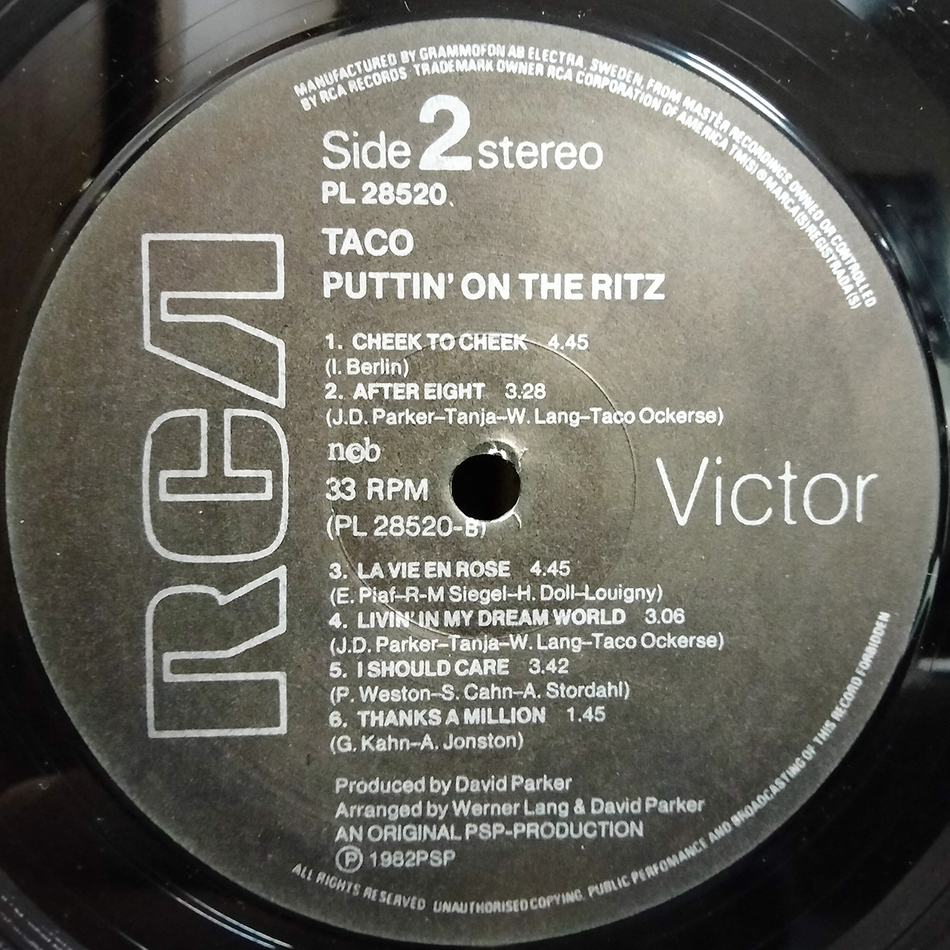 MANUFACTURED BY GRAMMOFON AB ELECTRA, SWEDEN, FROM MASTER RECORDINGS OWNED OR CONTROLLED
BY RCA RECORDS TRADEMARK OWNER RCA CORPORATION OF AMERICA TM(S) ® MARCA(S) REGISTRADA(S)
Side 2 stereo
PL 28520
TACO
PUTTIN' ON THE RITZ
1. CHEEK TO CHEEK 4.45
(I. Berlin)
2. AFTER EIGHT 3.28
(J.D. Parker–Tanja–W. Lang–Taco Ockerse)
ncb
33 RPM
(PL 28520-B)
RCA
Victor
3. LA VIE EN ROSE 4.45
(E. Piaf–R-M Siegel–H. Doll–Louigny)
4. LIVIN' IN MY DREAM WORLD 3.06
(J.D. Parker–Tanja–W. Lang–Taco Ockerse)
5. I SHOULD CARE 3.42
(P. Weston–S. Cahn–A. Stordahl)
6. THANKS A MILLION 1.45
(G. Kahn–A. Jonston)
Produced by David Parker
Arranged by Werner Lang & David Parker
AN ORIGINAL PSP-PRODUCTION
℗ 1982PSP
ALL RIGHTS RESERVED UNAUTHORISED COPYING, PUBLIC PERFOMANCE AND BROADCASTING OF THIS RECORD FORBIDDEN